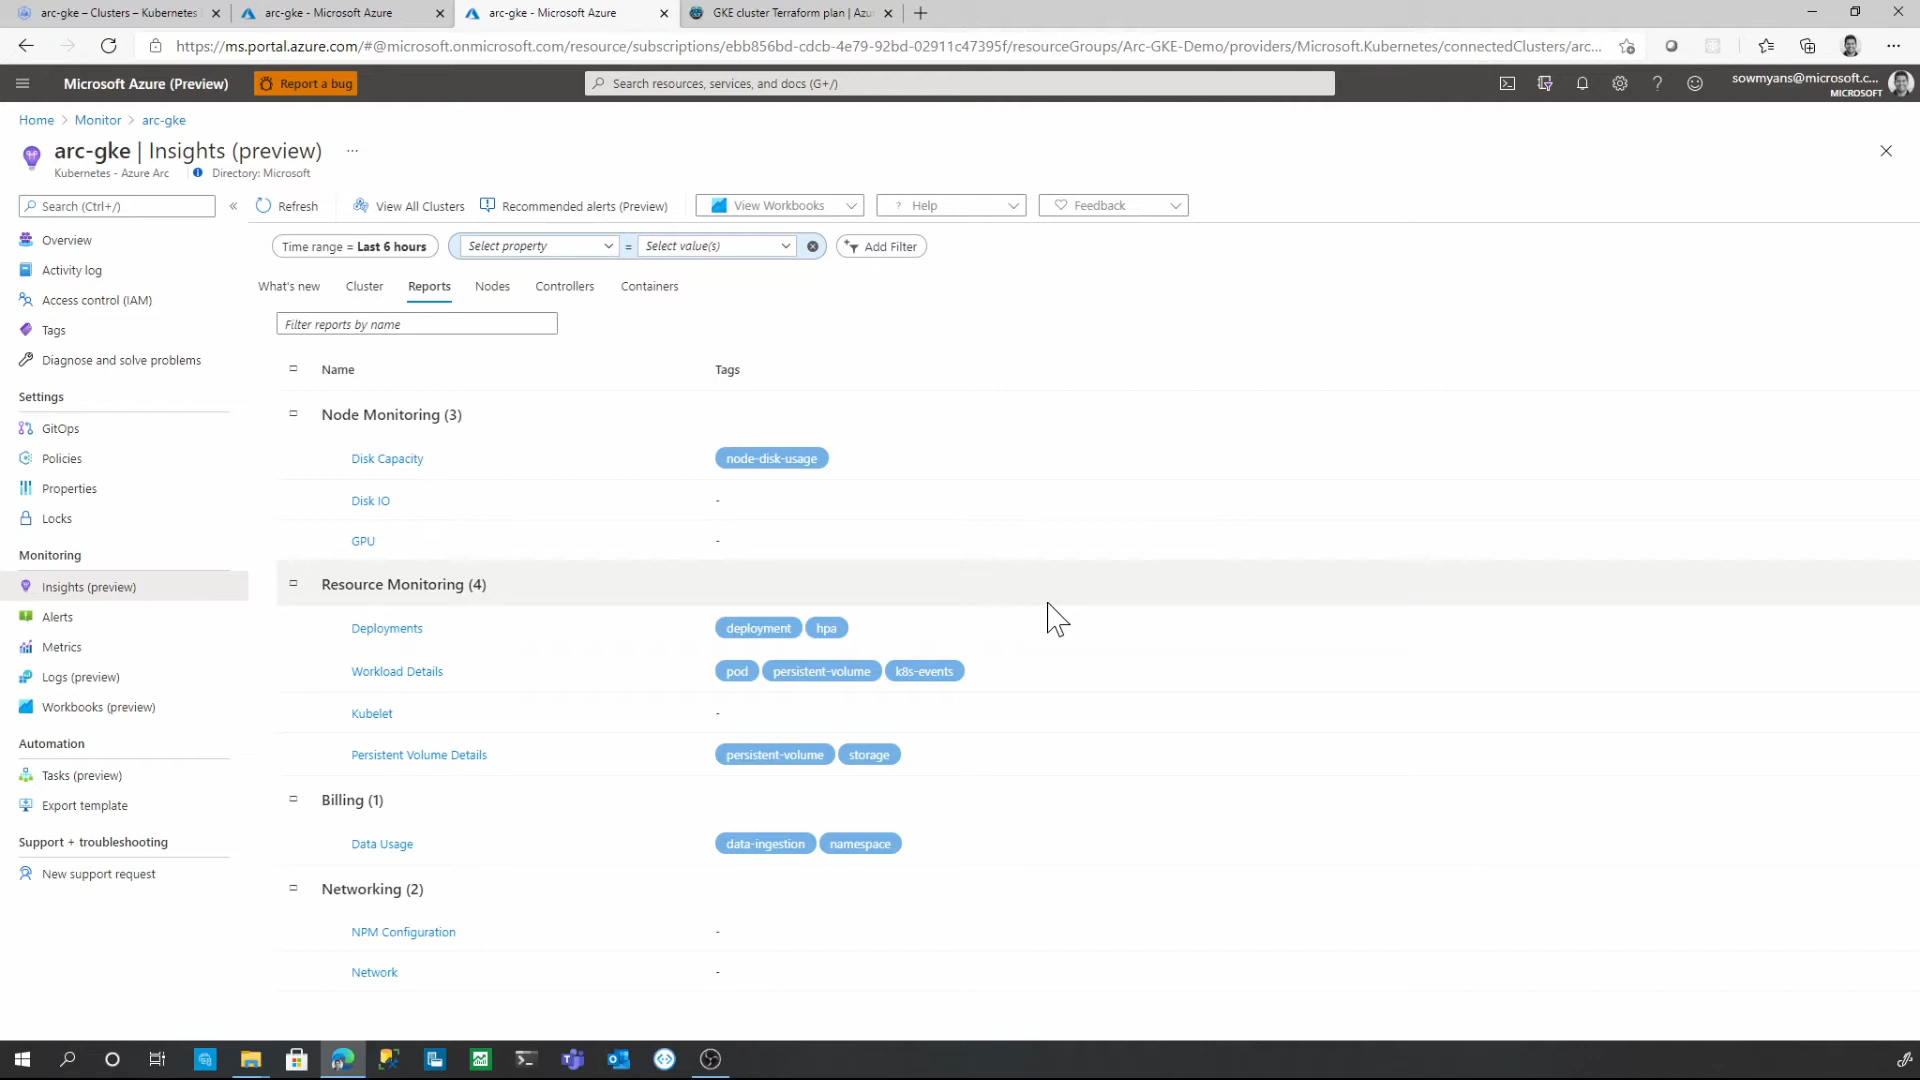 arc-gke – Clusters – Kubernetes
arc-gke - Microsoft Azure
arc-gke - Microsoft Azure
GKE cluster Terraform plan | Azu
https://ms.portal.azure.com/#@microsoft.onmicrosoft.com/resource/subscriptions/ebb856bd-cdcb-4e79-92bd-02911c47395f/resourceGroups/Arc-GKE-Demo/providers/Microsoft.Kubernetes/connectedClusters/arc...
Microsoft Azure (Preview)
Report a bug
Search resources, services, and docs (G+/)
sowmyans@microsoft.c...
MICROSOFT
Home > Monitor > arc-gke
arc-gke | Insights (preview) ...
Kubernetes - Azure Arc
Directory: Microsoft
Search (Ctrl+/)
«
Refresh
View All Clusters
Recommended alerts (Preview)
View Workbooks
? Help
Feedback
Time range = Last 6 hours
Select property
=
Select value(s)
Add Filter
What's new
Cluster
Reports
Nodes
Controllers
Containers
Filter reports by name
Overview
Activity log
Access control (IAM)
Tags
Diagnose and solve problems
Settings
GitOps
Policies
Properties
Locks
Monitoring
Insights (preview)
Alerts
Metrics
Logs (preview)
Workbooks (preview)
Automation
Tasks (preview)
Export template
Support + troubleshooting
New support request
Name Tags
Node Monitoring (3)
Disk Capacity node-disk-usage
Disk IO -
GPU -
Resource Monitoring (4)
Deployments deployment hpa
Workload Details pod persistent-volume k8s-events
Kubelet -
Persistent Volume Details persistent-volume storage
Billing (1)
Data Usage data-ingestion namespace
Networking (2)
NPM Configuration -
Network -